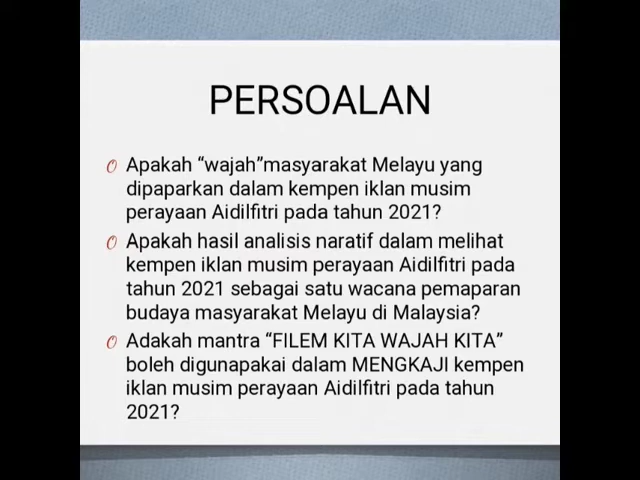 PERSOALAN
Apakah “wajah”masyarakat Melayu yang
dipaparkan dalam kempen iklan musim
perayaan Aidilfitri pada tahun 2021?
Apakah hasil analisis naratif dalam melihat
kempen iklan musim perayaan Aidilfitri pada
tahun 2021 sebagai satu wacana pemaparan
budaya masyarakat Melayu di Malaysia?
Adakah mantra “FILEM KITA WAJAH KITA”
boleh digunapakai dalam MENGKAJI kempen
iklan musim perayaan Aidilfitri pada tahun
2021?